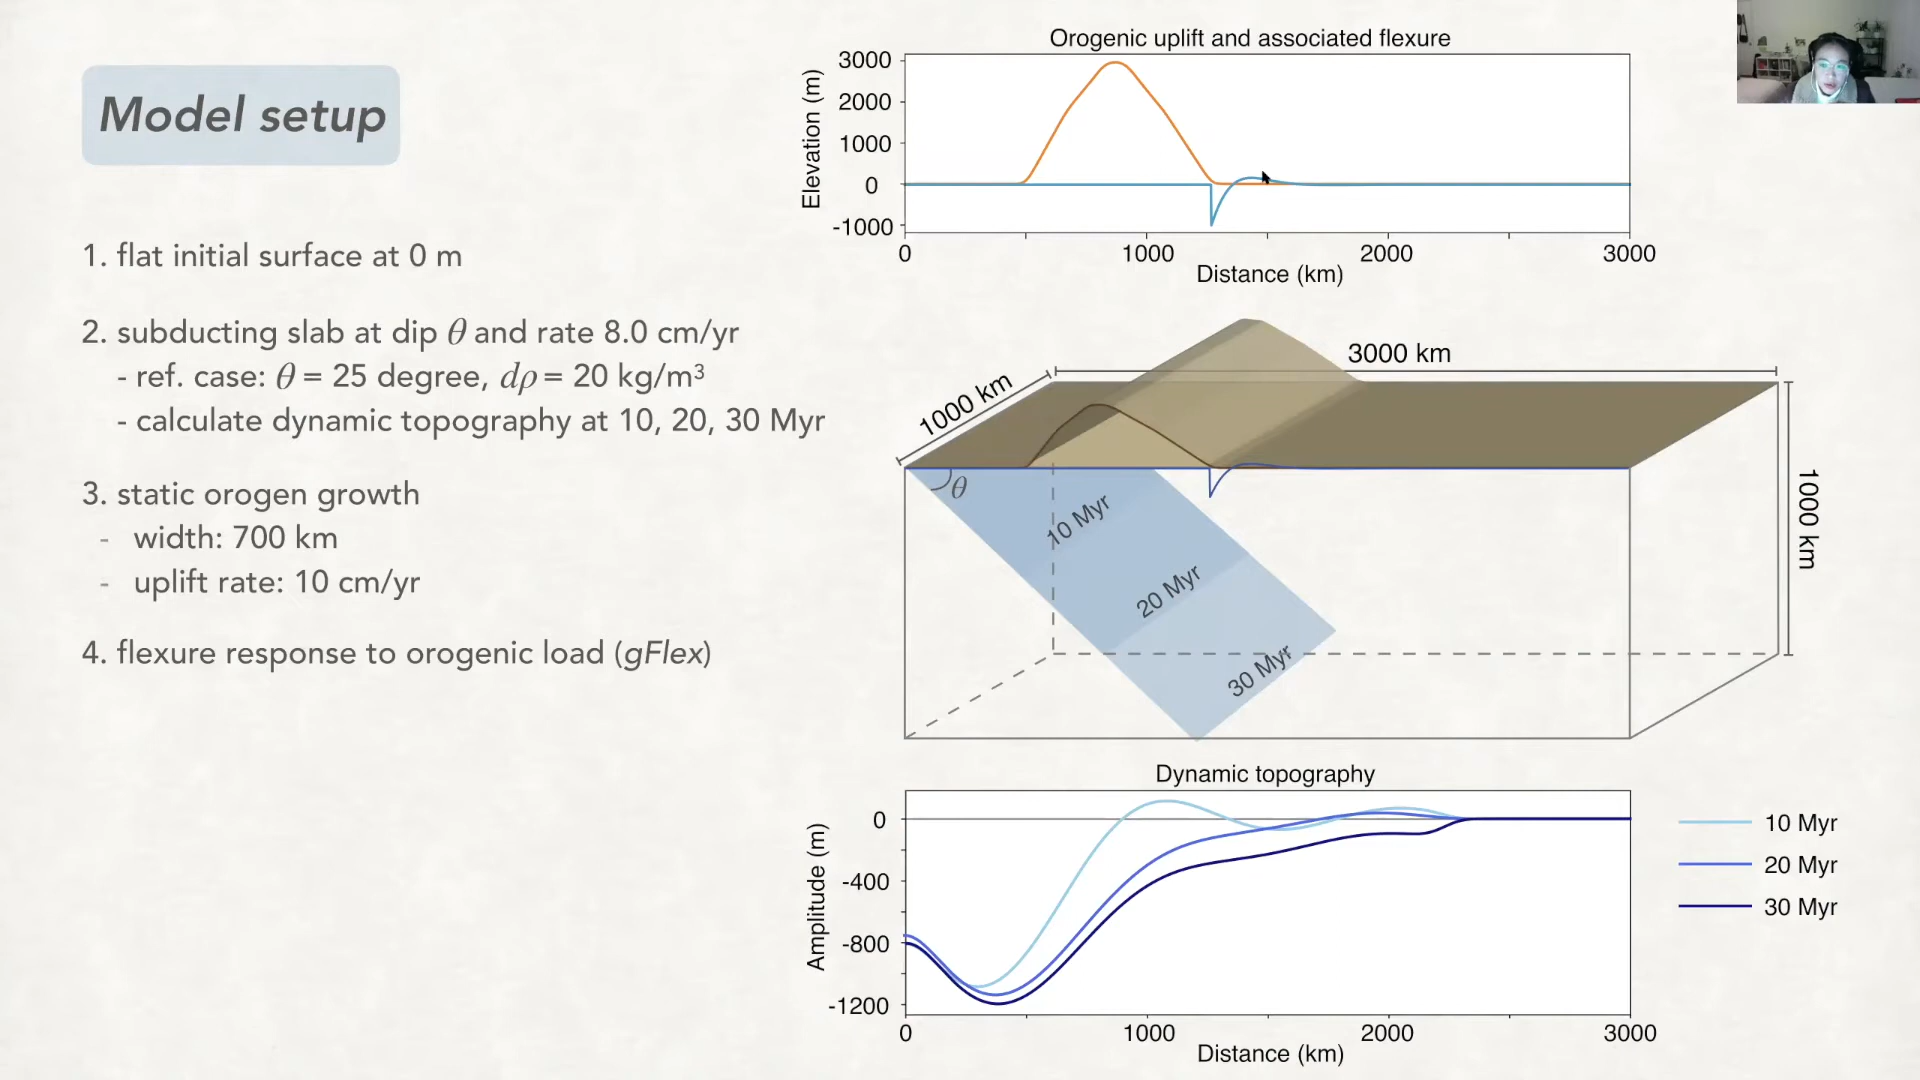 Model setup
1. flat initial surface at 0 m
2. subducting slab at dip θ and rate 8.0 cm/yr
- ref. case: θ = 25 degree, dρ = 20 kg/m³
- calculate dynamic topography at 10, 20, 30 Myr
3. static orogen growth
- width: 700 km
- uplift rate: 10 cm/yr
4. flexure response to orogenic load (gFlex)
Orogenic uplift and associated flexure
Elevation (m)
3000
2000
1000
0
-1000
0 1000 2000 3000
Distance (km)
3000 km
1000 km
1000 km
θ
10 Myr
20 Myr
30 Myr
Dynamic topography
Amplitude (m)
0
-400
-800
-1200
0 1000 2000 3000
Distance (km)
10 Myr
20 Myr
30 Myr